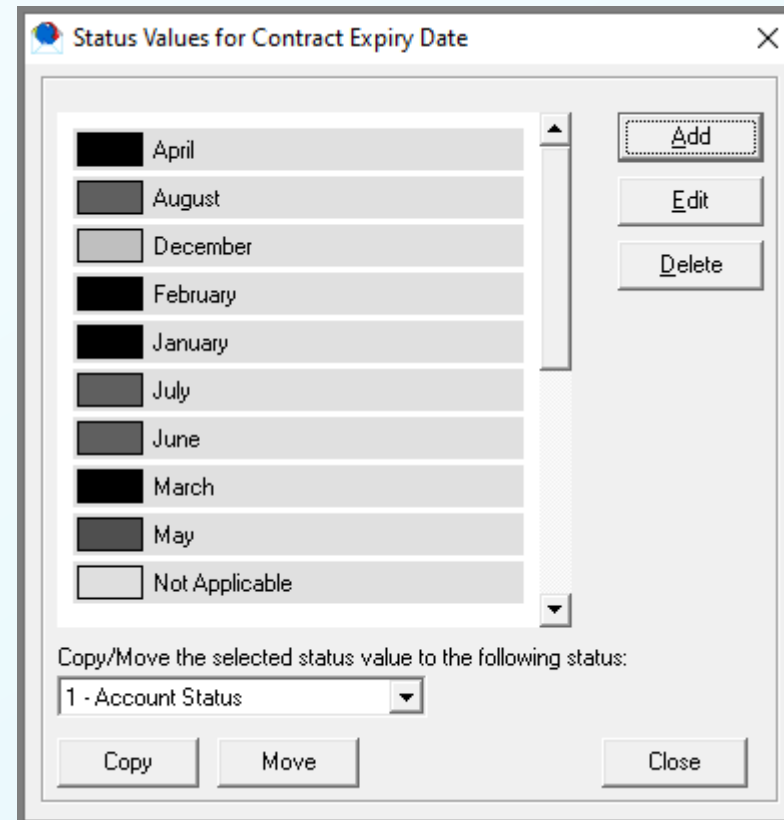 Status Values for Contract Expiry Date
April
August
December
February
January
July
June
March
May
Not Applicable
Add
Edit
Delete
Copy/Move the selected status value to the following status:
1 - Account Status
Copy
Move
Close